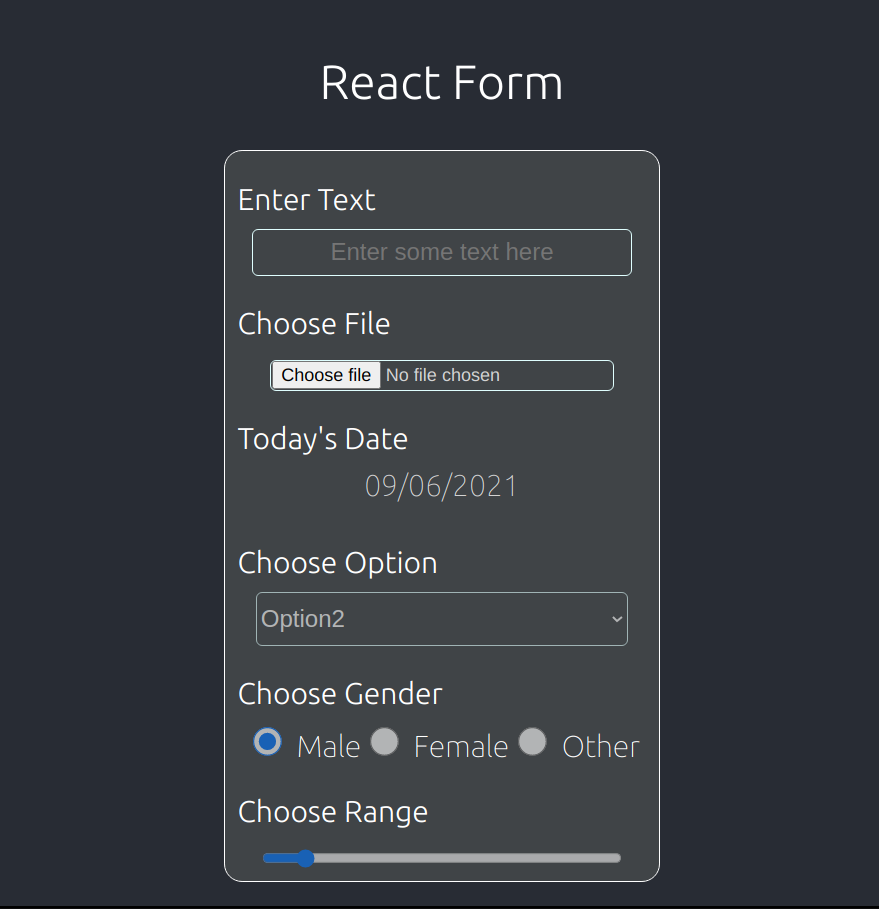 React Form
Enter Text
Enter some text here
Choose File
Choose file No file chosen
Today's Date
09/06/2021
Choose Option
Option2
Choose Gender
Male Female Other
Choose Range